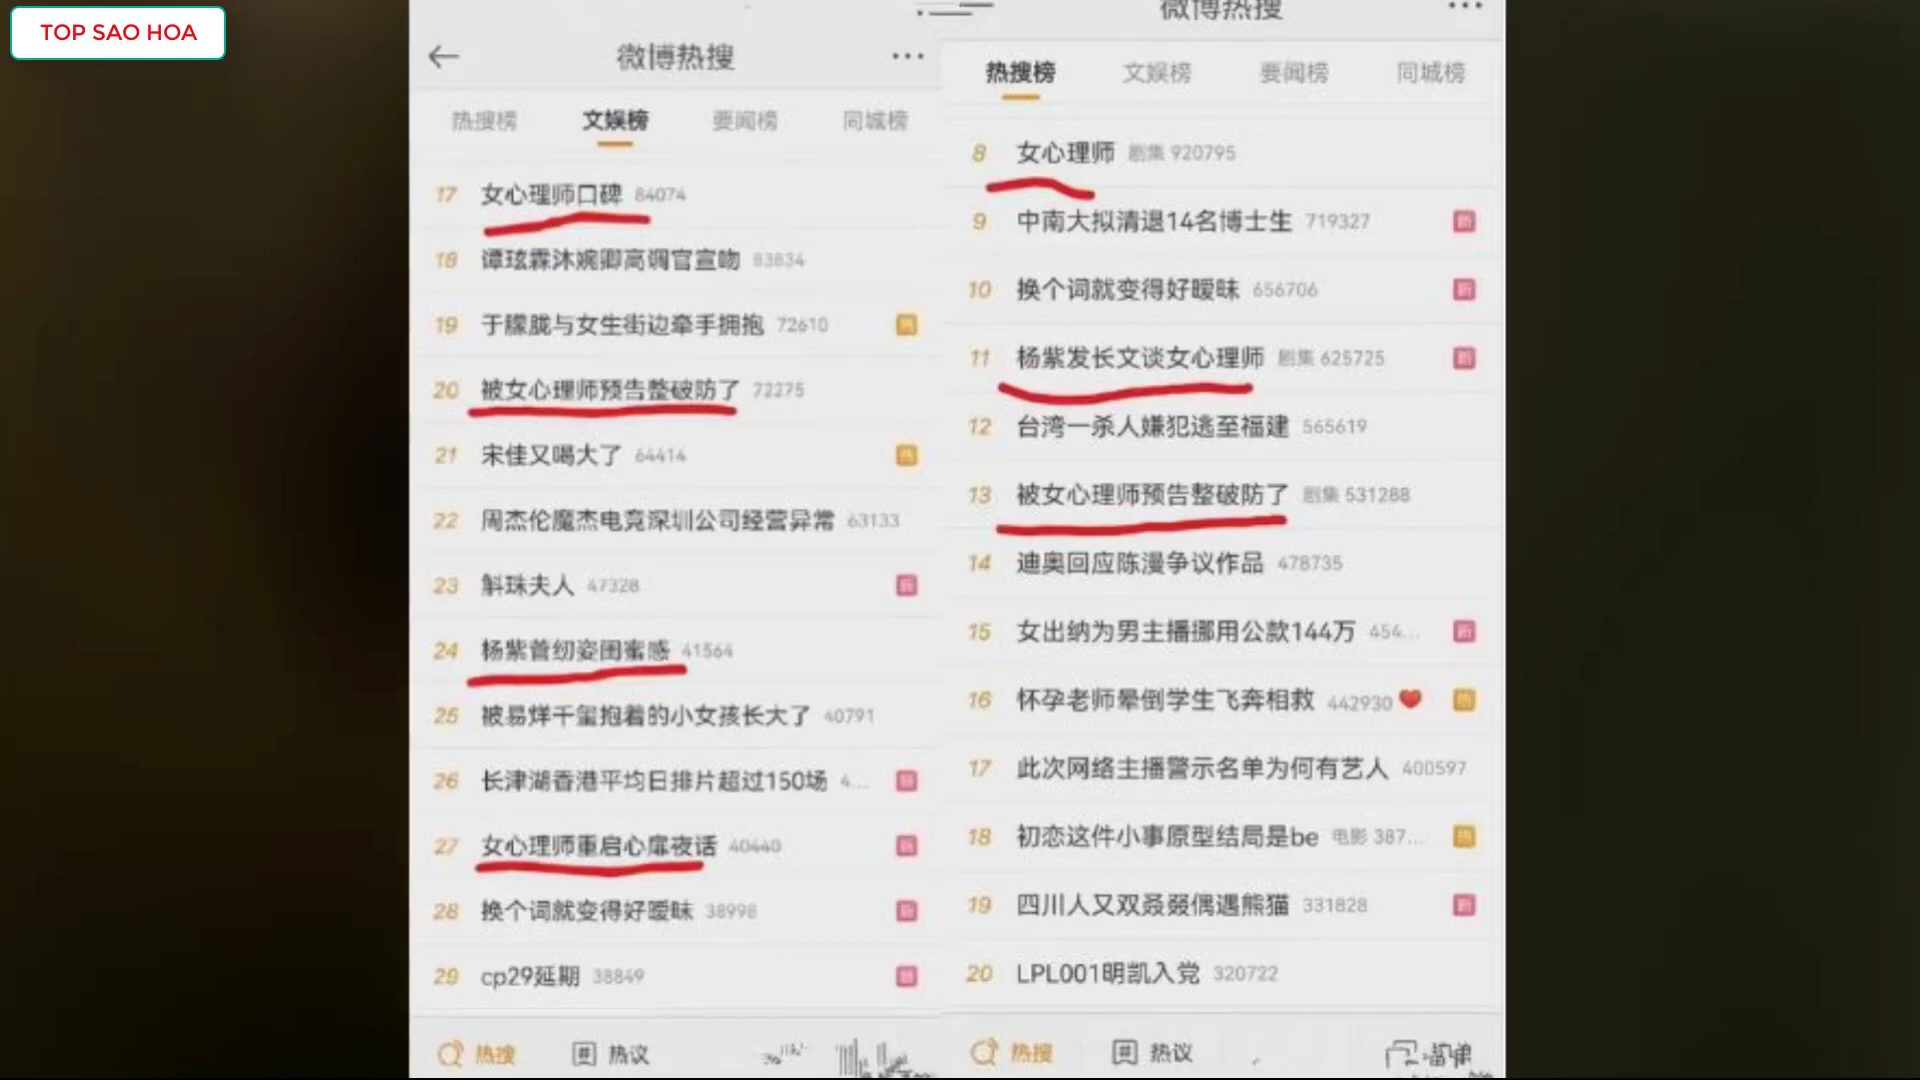 TOP SAO HOA
微博热搜
热搜榜 文娱榜 要闻榜 同城榜
17 女心理师口碑 84074
18 谭玹霖沐婉卿高调官宣吻 83834
19 于朦胧与女生街边牵手拥抱 72610
20 被女心理师预告整破防了 72275
21 宋佳又喝大了 64414
22 周杰伦魔杰电竞深圳公司经营异常 63133
23 斛珠夫人 47328 新
24 杨紫菅纫姿闺蜜感 41564
25 被易烊千玺抱着的小女孩长大了 40791
26 长津湖香港平均日排片超过150场 4...
27 女心理师重启心扉夜话 40440
28 换个词就变得好暧昧 38998
29 cp29延期 38849
热搜 热议
微博热搜
热搜榜 文娱榜 要闻榜 同城榜
8 女心理师 剧集 920795
9 中南大拟清退14名博士生 719327 新
10 换个词就变得好暧昧 656706 新
11 杨紫发长文谈女心理师 剧集 625725 新
12 台湾一杀人嫌犯逃至福建 565619
13 被女心理师预告整破防了 剧集 531288
14 迪奥回应陈漫争议作品 478735
15 女出纳为男主播挪用公款144万 454... 新
16 怀孕老师晕倒学生飞奔相救 442930 ❤️ 热
17 此次网络主播警示名单为何有艺人 400597
18 初恋这件小事原型结局是be 电影 387... 热
19 四川人又双叒叕偶遇熊猫 331828 新
20 LPL001明凯入党 320722
热搜 热议